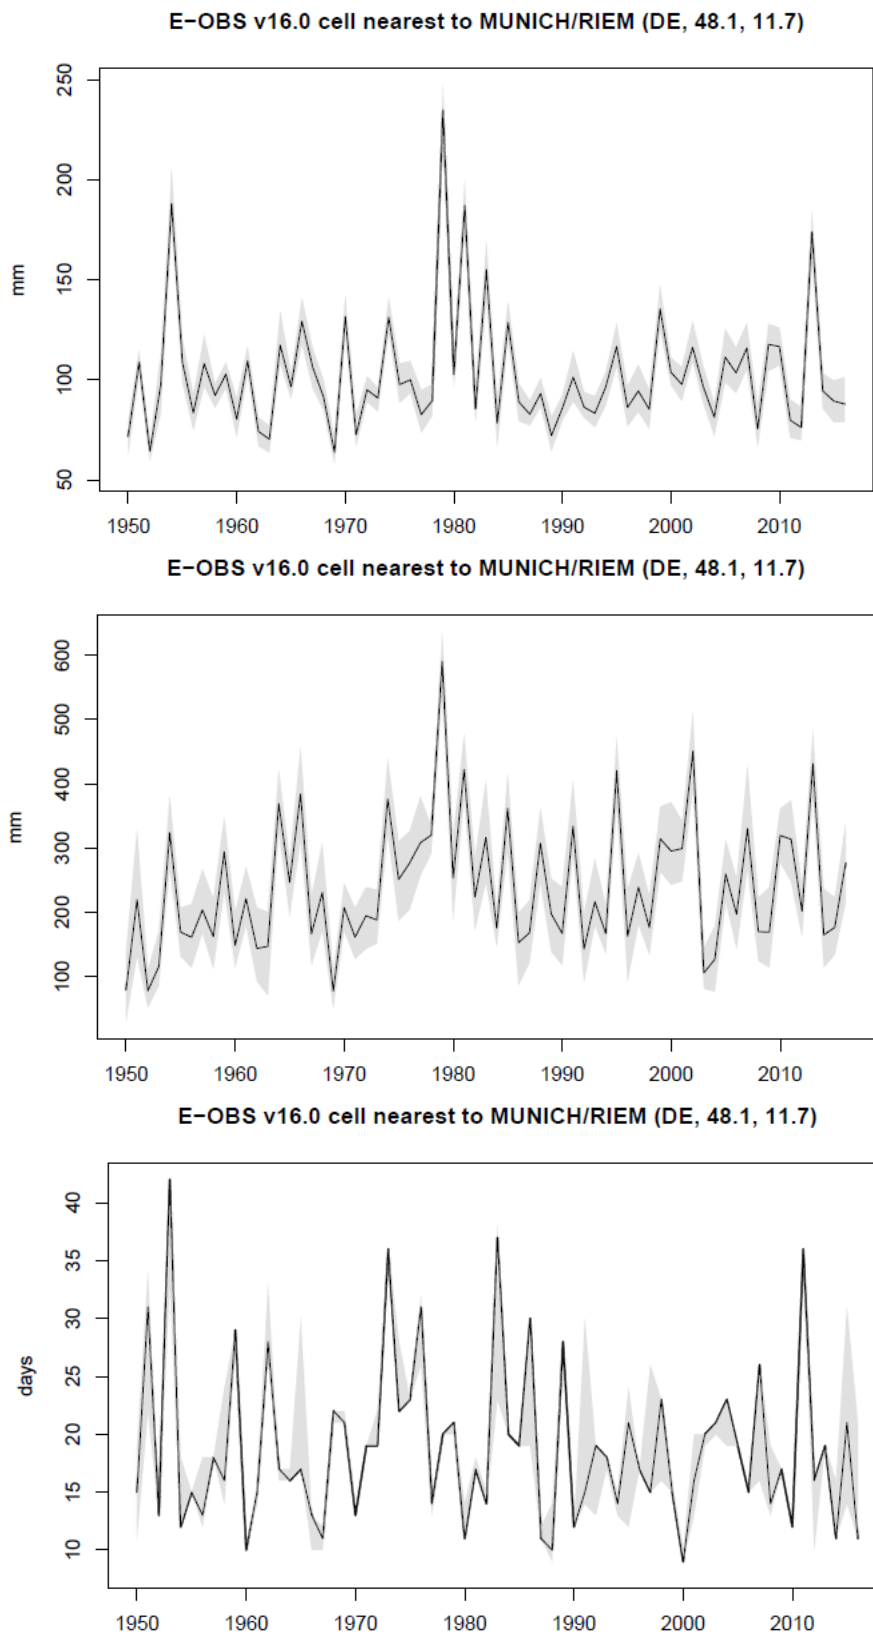 E−OBS v16.0 cell nearest to MUNICH/RIEM (DE, 48.1, 11.7)
250
200
150
100
50
mm
1950 1960 1970 1980 1990 2000 2010
E−OBS v16.0 cell nearest to MUNICH/RIEM (DE, 48.1, 11.7)
600
500
400
300
200
100
mm
1950 1960 1970 1980 1990 2000 2010
E−OBS v16.0 cell nearest to MUNICH/RIEM (DE, 48.1, 11.7)
40
35
30
25
20
15
10
days
1950 1960 1970 1980 1990 2000 2010